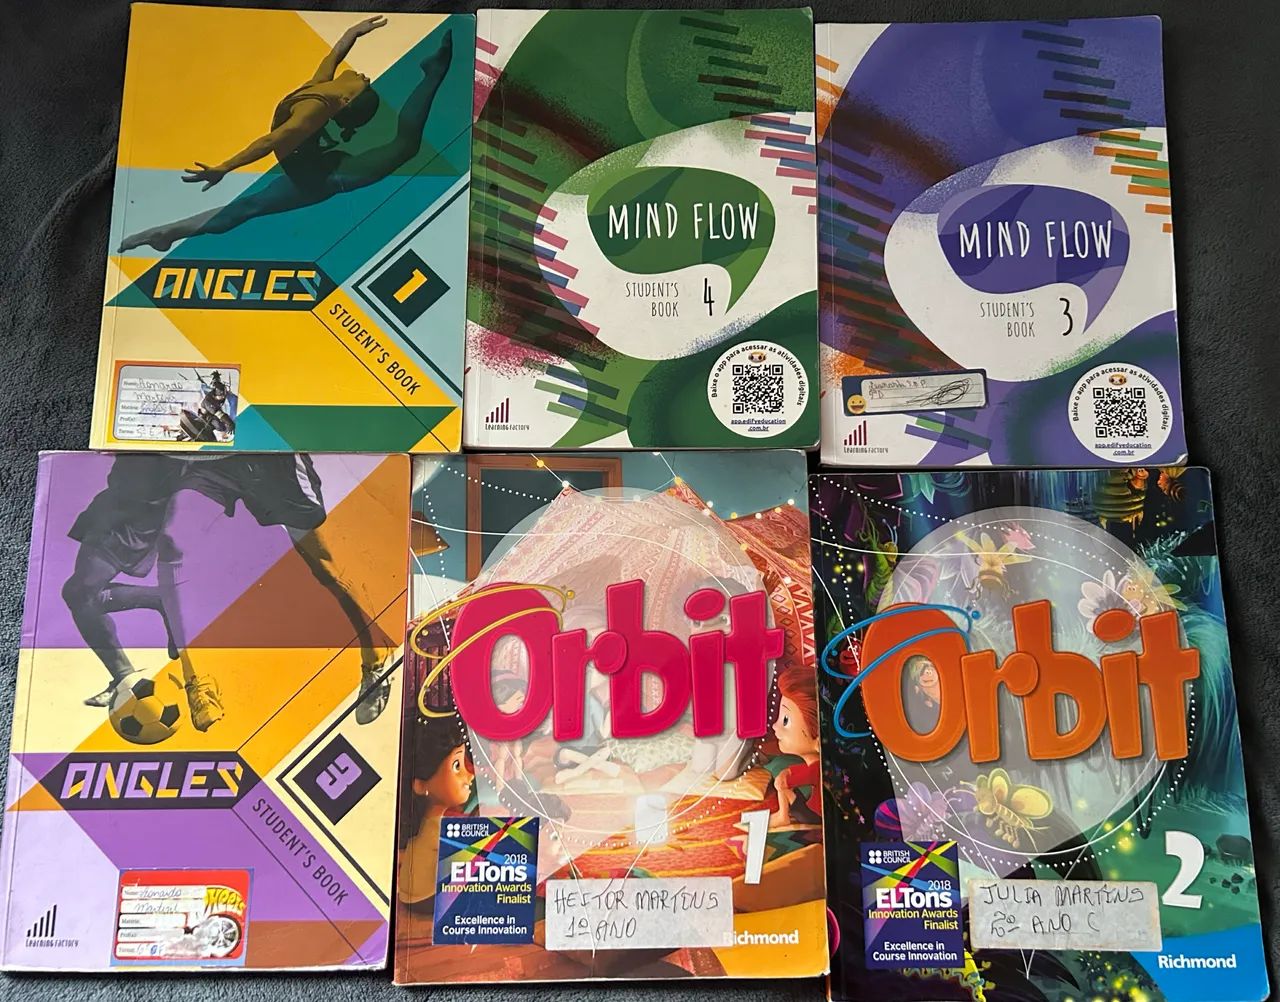 ANGLES
1
STUDENT'S BOOK
Leonardo
Martins
MIND FLOW
STUDENT'S
BOOK
4
Baixe o app para acessar as atividades digitais
app.edifyeducation
.com.br
Learning Factory
MIND FLOW
STUDENT'S
BOOK
3
Baixe o app para acessar as atividades digitais
app.edifyeducation
.com.br
Learning Factory
ANGLES
3
STUDENT'S BOOK
Leonardo
Martins
Learning Factory
Orbit
1
BRITISH
COUNCIL
2018
ELTons
Innovation Awards
Finalist
Excellence in
Course Innovation
HEITOR MARTINS
1º ANO
Richmond
Orbit
2
BRITISH
COUNCIL
2018
ELTons
Innovation Awards
Finalist
Excellence in
Course Innovation
JULIA MARTINS
2º ANO C
Richmond